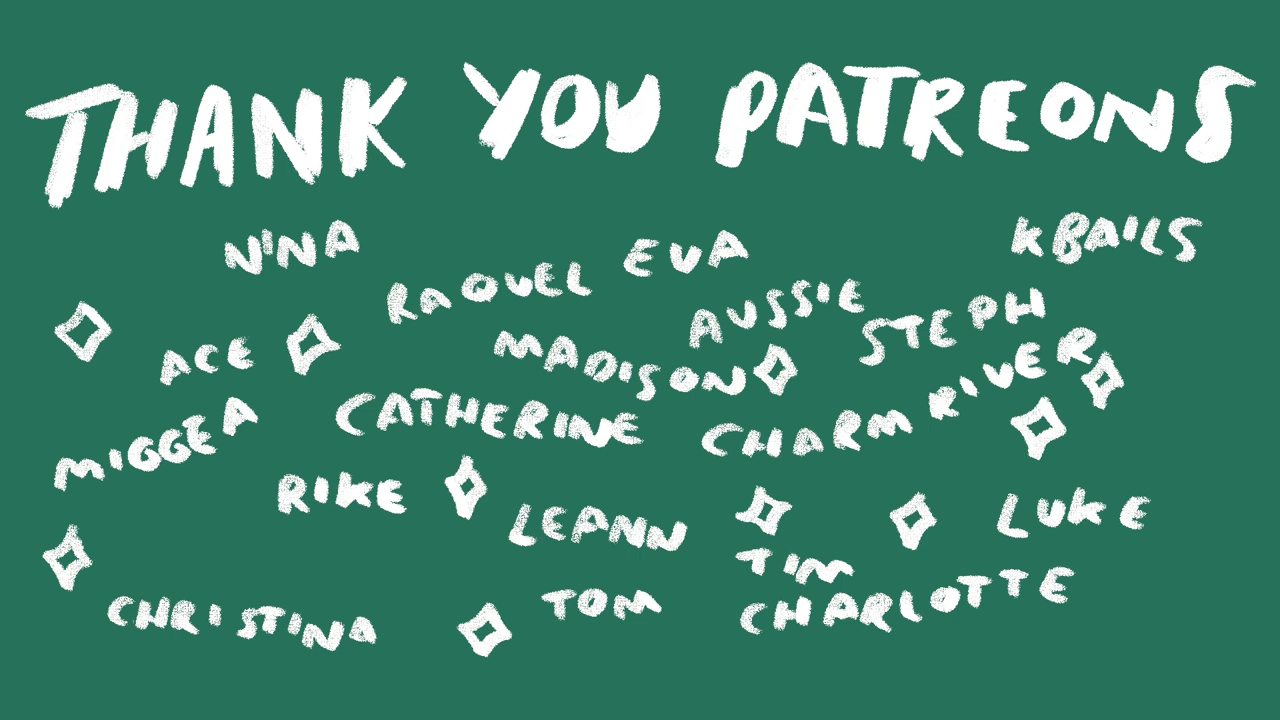 THANK YOU PATREONS
NINA
EVA
KBAILS
RAQUEL
AUSSIE
STEPH
ACE
MADISON
CHARM RIVER
MIGGEA
CATHERINE
RIKE
LEANN
LUKE
TIM
CHRISTINA
TOM
CHARLOTTE